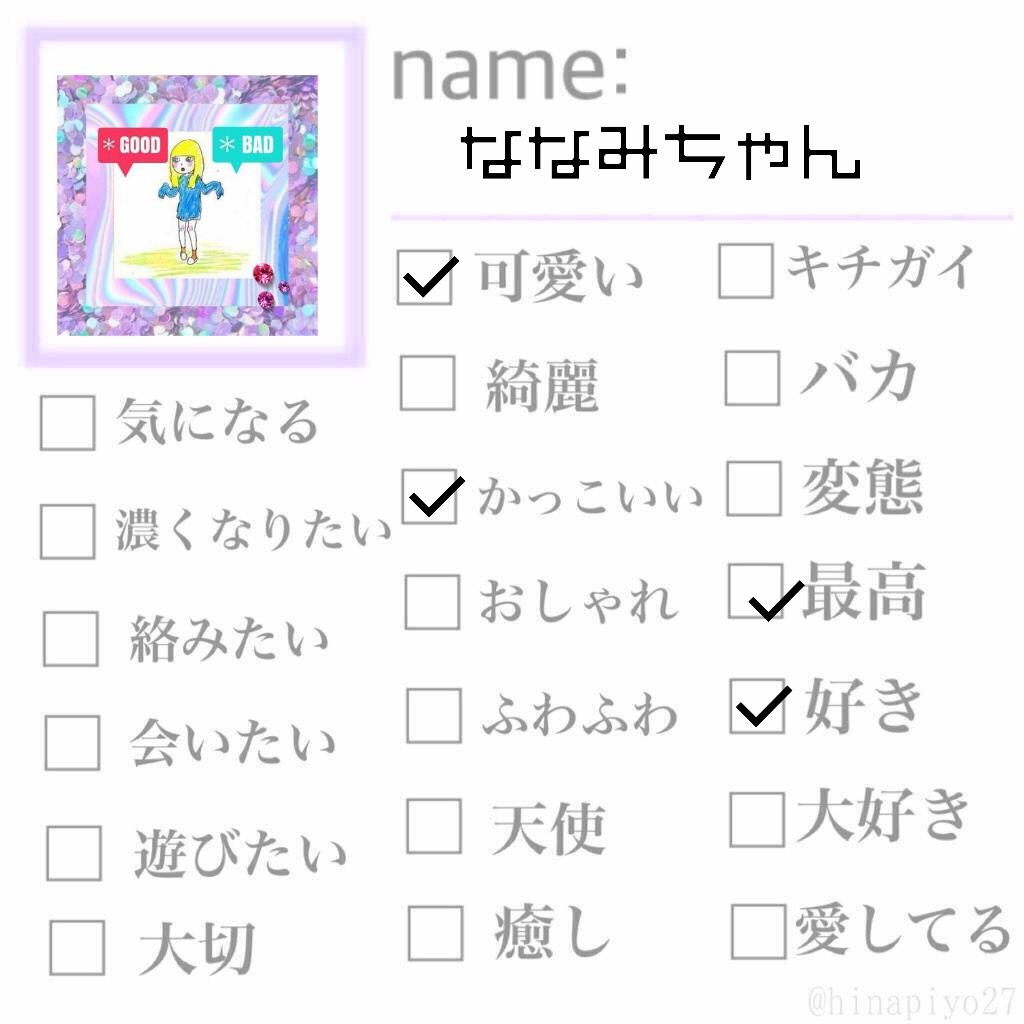 * GOOD
* BAD
name:
ななみちゃん
気になる
濃くなりたい
絡みたい
会いたい
遊びたい
大切
可愛い
綺麗
かっこいい
おしゃれ
ふわふわ
天使
癒し
キチガイ
バカ
変態
最高
好き
大好き
愛してる
@hinapiyo27